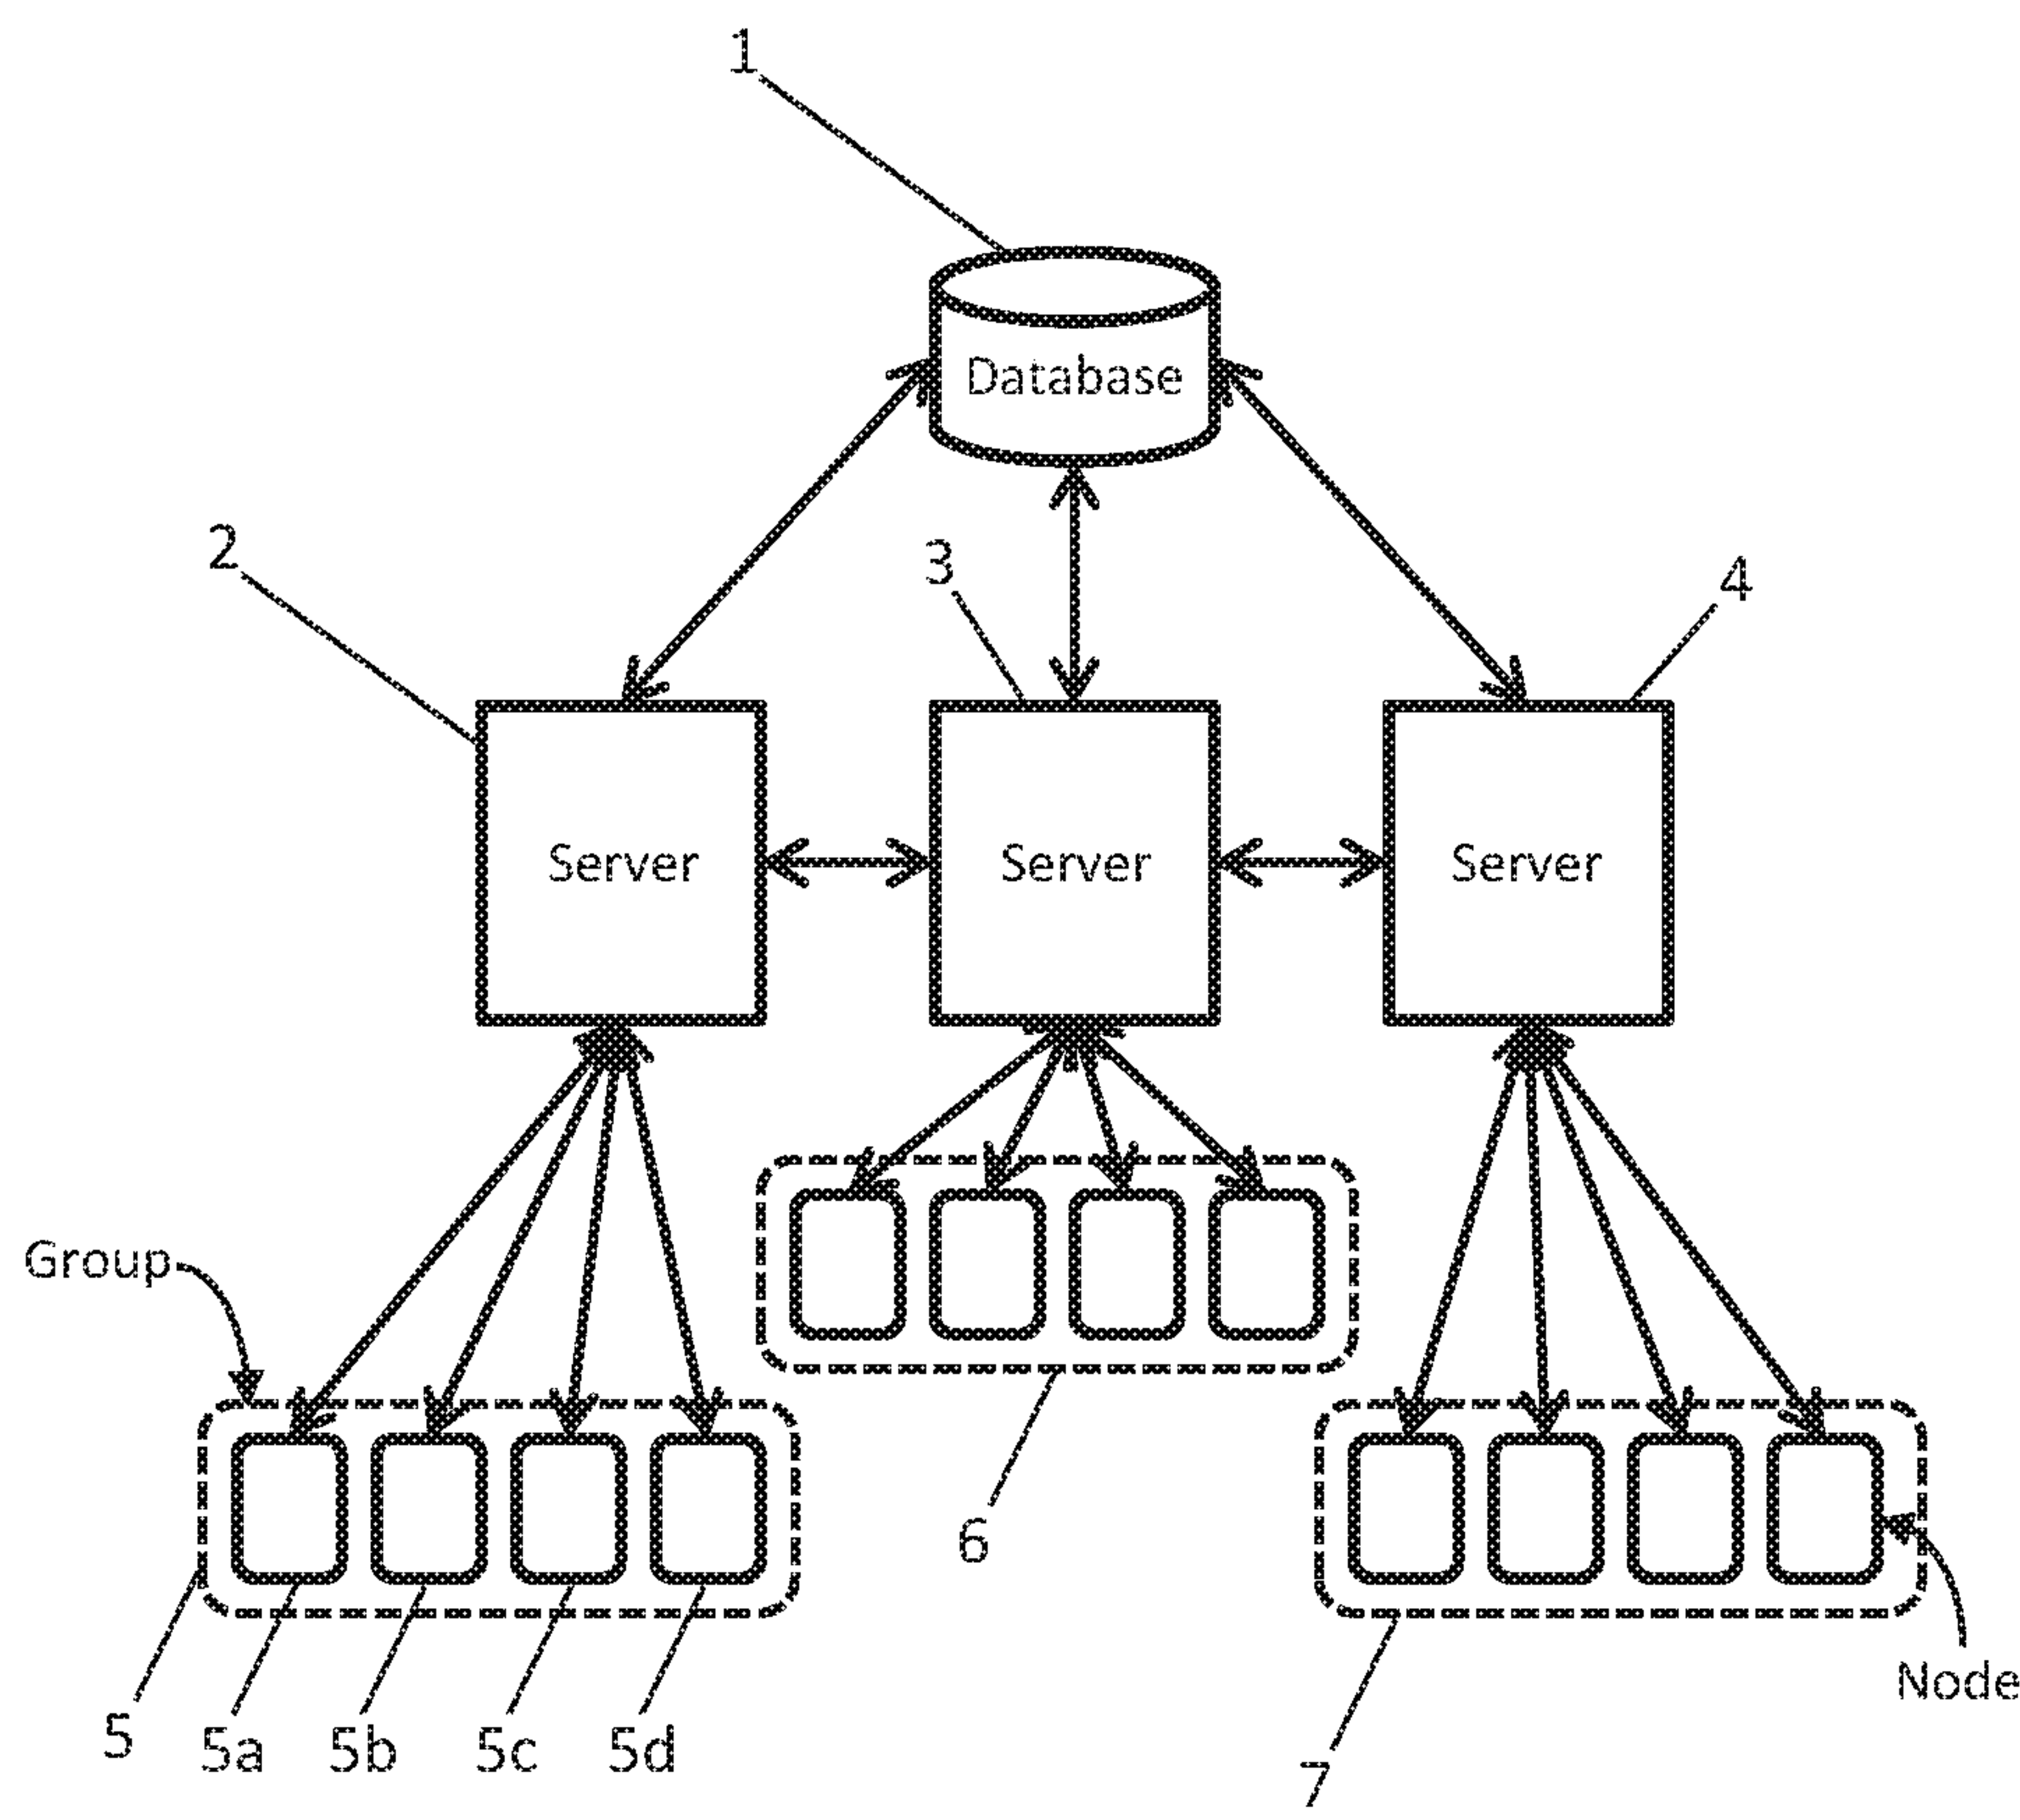 1
Database
2
3
4
Server
Server
Server
Group
6
5
5a
5b
5c
5d
7
Node